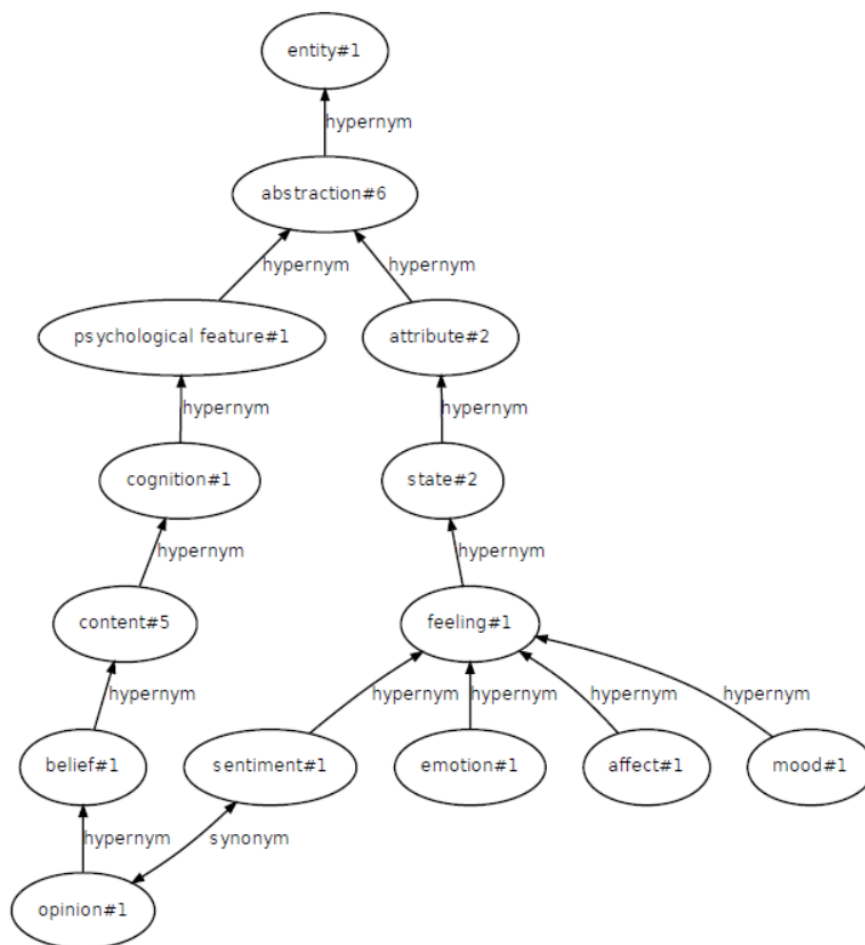 entity#1
hypernym
abstraction#6
hypernym hypernym
psychological feature#1 attribute#2
hypernym hypernym
cognition#1 state#2
hypernym hypernym
content#5 feeling#1
hypernym hypernym hypernym hypernym hypernym
belief#1 sentiment#1 emotion#1 affect#1 mood#1
hypernym synonym
opinion#1